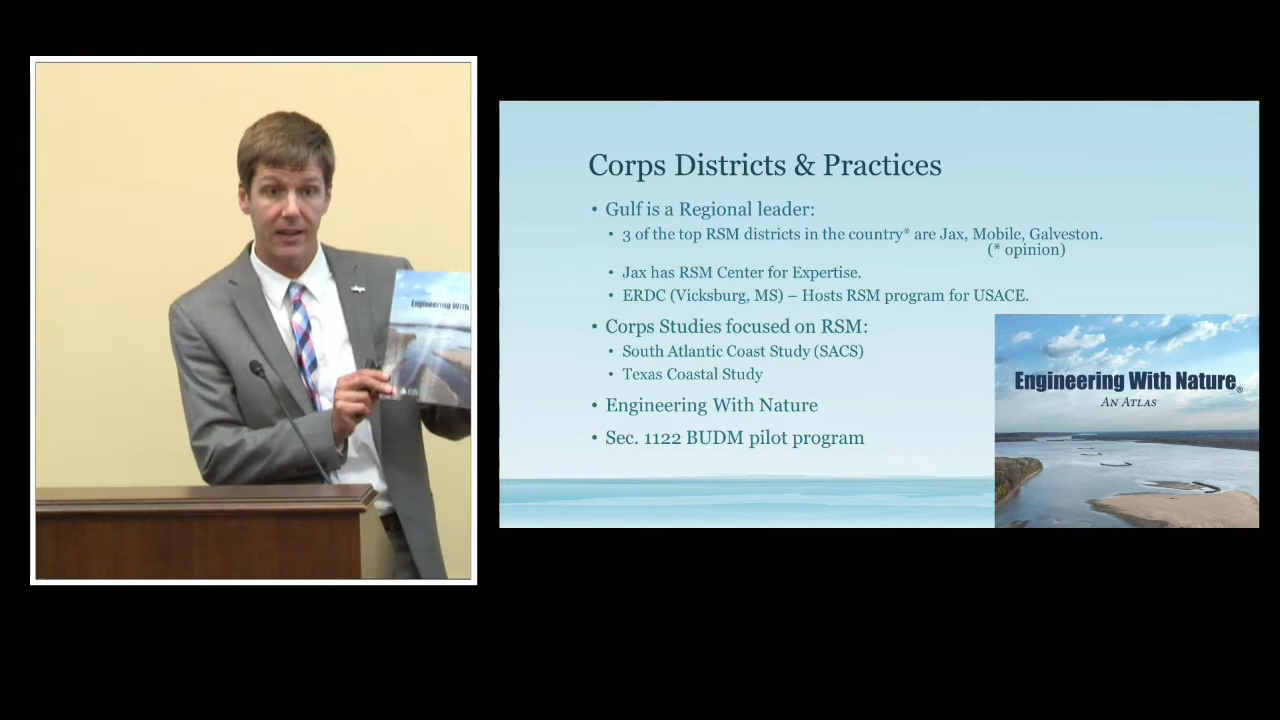 Engineering With
Corps Districts & Practices
• Gulf is a Regional leader:
• 3 of the top RSM districts in the country* are Jax, Mobile, Galveston.
(* opinion)
• Jax has RSM Center for Expertise.
• ERDC (Vicksburg, MS) – Hosts RSM program for USACE.
• Corps Studies focused on RSM:
• South Atlantic Coast Study (SACS)
• Texas Coastal Study
• Engineering With Nature
• Sec. 1122 BUDM pilot program
Engineering With Nature®
AN ATLAS